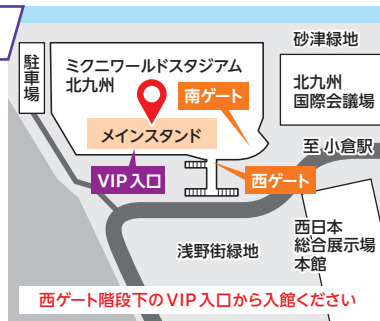 砂津緑地
駐車場
ミクニワールドスタジアム
北九州
南ゲート
北九州
国際会議場
メインスタンド
至 小倉駅
VIP入口
西ゲート
浅野街緑地
西日本
総合展示場
本館
西ゲート階段下のVIP入口から入館ください